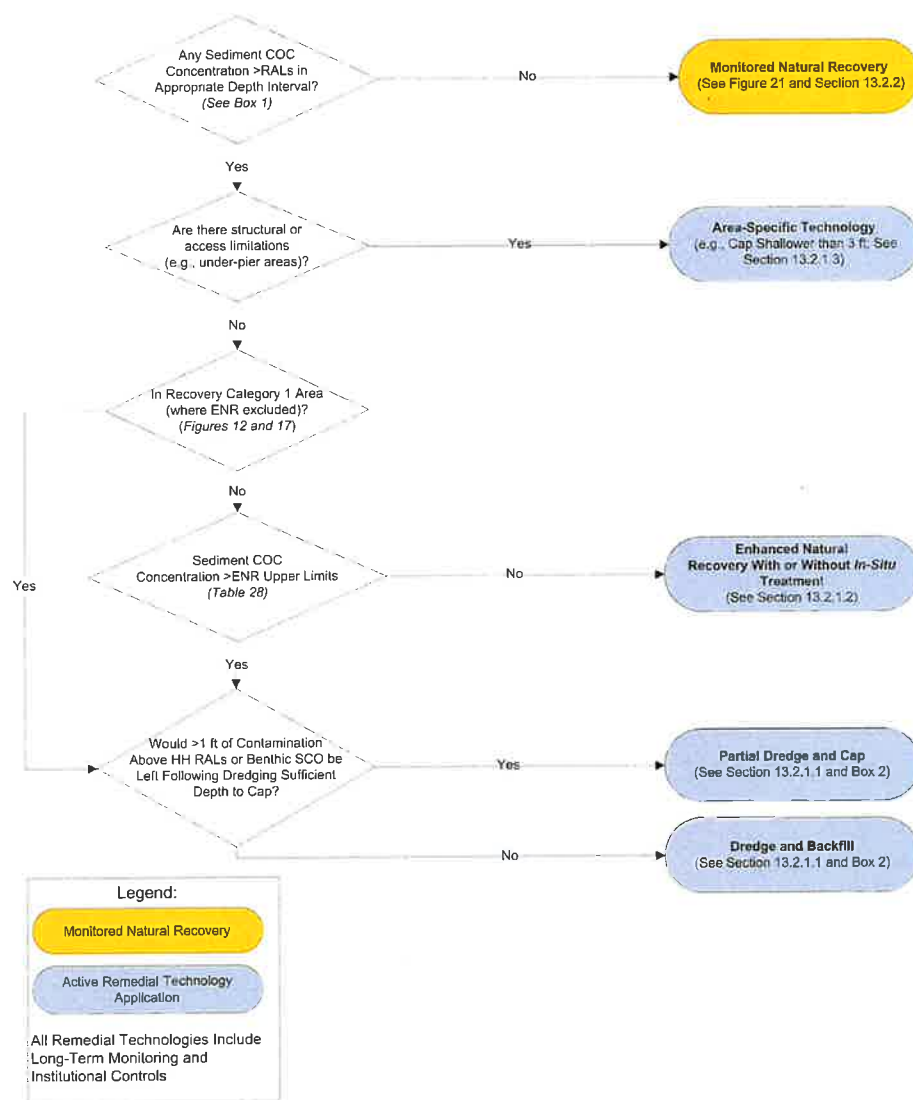 Any Sediment COC
Concentration >RALs in
Appropriate Depth Interval?
(See Box 1)
No
Monitored Natural Recovery
(See Figure 21 and Section 13.2.2)
Yes
Are there structural or
access limitations
(e.g., under-pier areas)?
Yes
Area-Specific Technology
(e.g., Cap Shallower than 3 ft; See
Section 13.2.1.3)
No
In Recovery Category 1 Area
(where ENR excluded)?
(Figures 12 and 17)
No
Yes
Sediment COC
Concentration >ENR Upper Limits
(Table 28)
No
Enhanced Natural
Recovery With or Without In-Situ
Treatment
(See Section 13.2.1.2)
Yes
Would >1 ft of Contamination
Above HH RALs or Benthic SCO be
Left Following Dredging Sufficient
Depth to Cap?
Yes
Partial Dredge and Cap
(See Section 13.2.1.1 and Box 2)
No
Dredge and Backfill
(See Section 13.2.1.1 and Box 2)
Legend:
Monitored Natural Recovery
Active Remedial Technology
Application
All Remedial Technologies Include
Long-Term Monitoring and
Institutional Controls